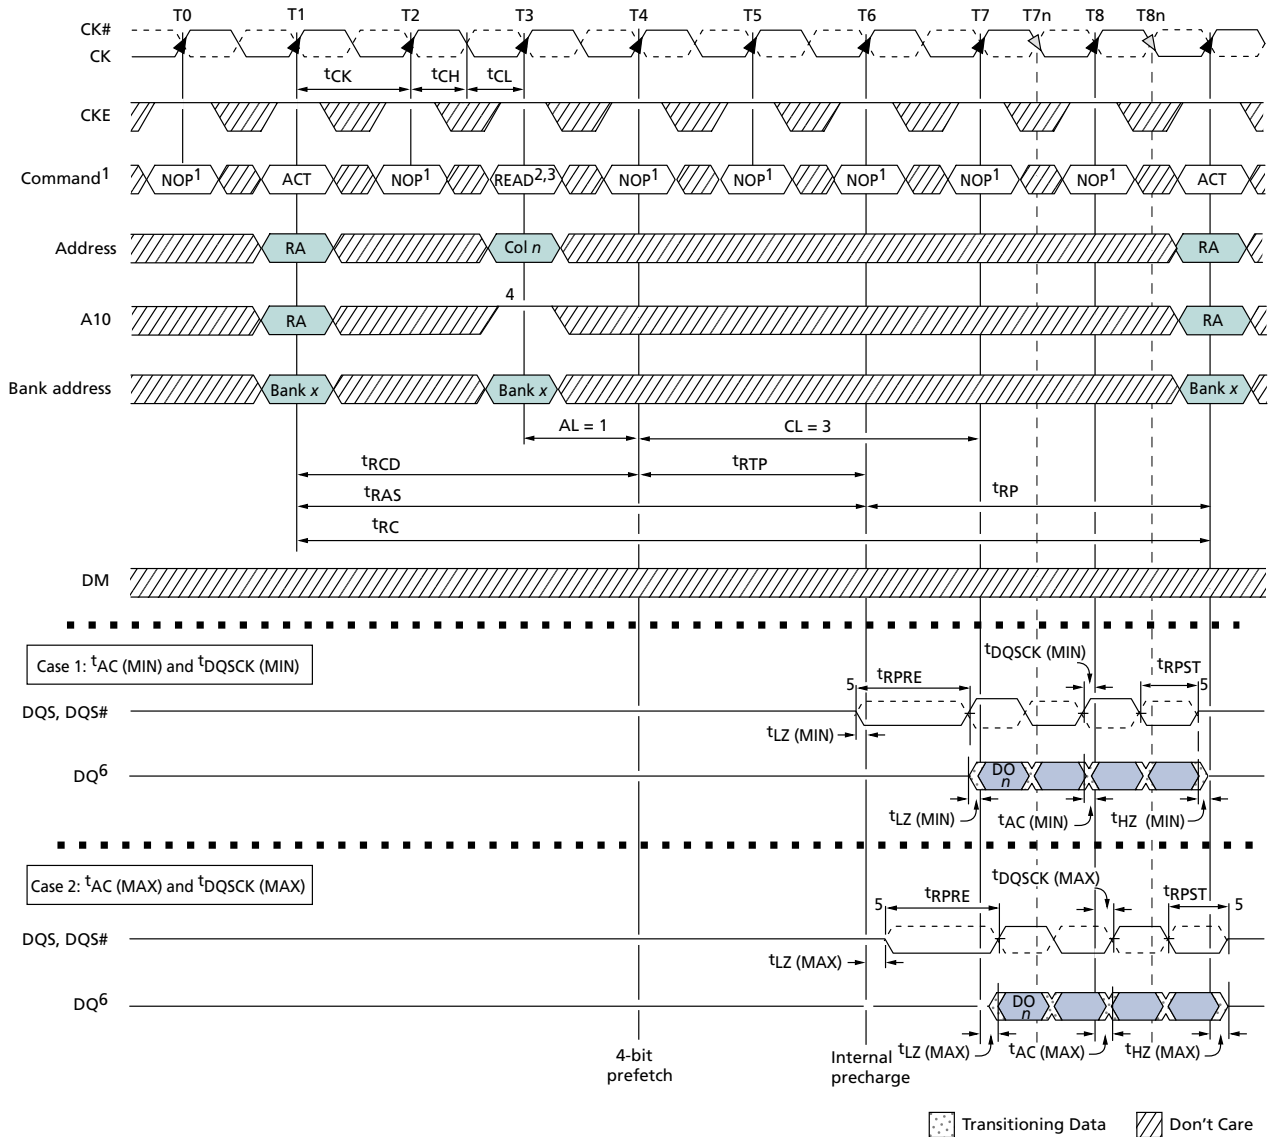 T0 T1 T2 T3 T4 T5 T6 T7 T7n T8 T8n
CK#
CK
tCK tCH tCL
CKE
Command1 NOP1 ACT NOP1 READ2,3 NOP1 NOP1 NOP1 NOP1 NOP1 ACT
Address RA Col n RA
4
A10 RA RA
Bank address Bank x Bank x Bank x
AL = 1 CL = 3
tRCD tRTP
tRAS tRP
tRC
DM
Case 1: tAC (MIN) and tDQSCK (MIN)
tDQSCK (MIN)
5 tRPRE tRPST 5
DQS, DQS#
tLZ (MIN)
DQ6 DO
n
tLZ (MIN) tAC (MIN) tHZ (MIN)
Case 2: tAC (MAX) and tDQSCK (MAX)
tDQSCK (MAX)
5 tRPRE tRPST 5
DQS, DQS#
tLZ (MAX)
DQ6 DO
n
tLZ (MAX) tAC (MAX) tHZ (MAX)
4-bit
prefetch
Internal
precharge
Transitioning Data Don't Care